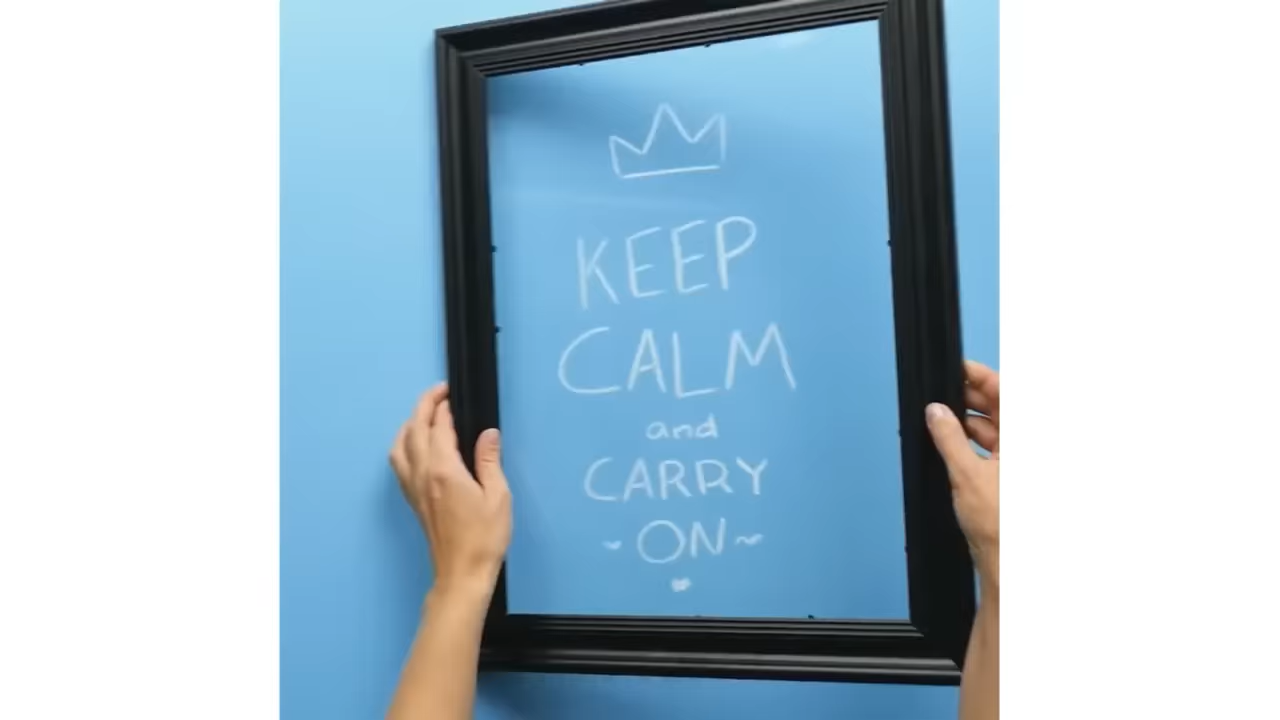 KEEP
CALM
and
CARRY
~ ON ~